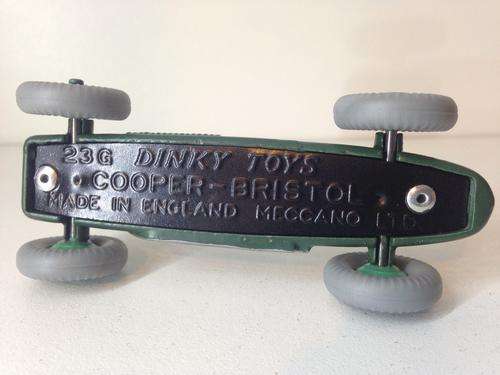 23G DINKY TOYS
COOPER-BRISTOL
MADE IN ENGLAND MECCANO LTD